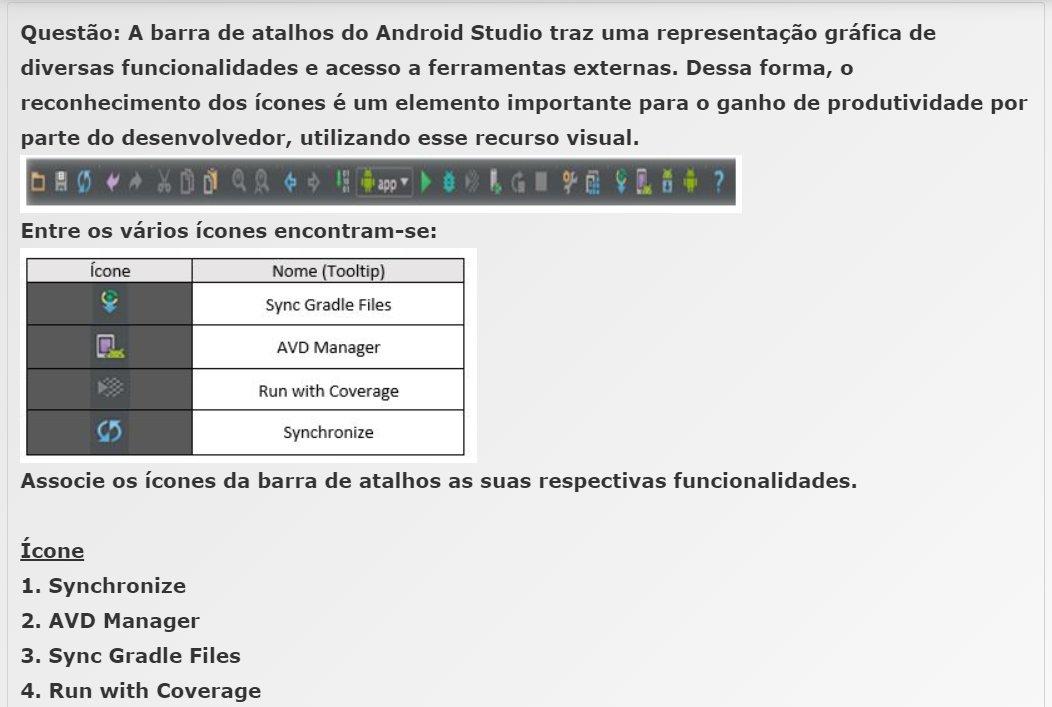 Questão: A barra de atalhos do Android Studio traz uma representação gráfica de
diversas funcionalidades e acesso a ferramentas externas. Dessa forma, o
reconhecimento dos ícones é um elemento importante para o ganho de produtividade por
parte do desenvolvedor, utilizando esse recurso visual.
app
Entre os vários ícones encontram-se:
Ícone Nome (Tooltip)
Sync Gradle Files
AVD Manager
Run with Coverage
Synchronize
Associe os ícones da barra de atalhos as suas respectivas funcionalidades.
Ícone
1. Synchronize
2. AVD Manager
3. Sync Gradle Files
4. Run with Coverage